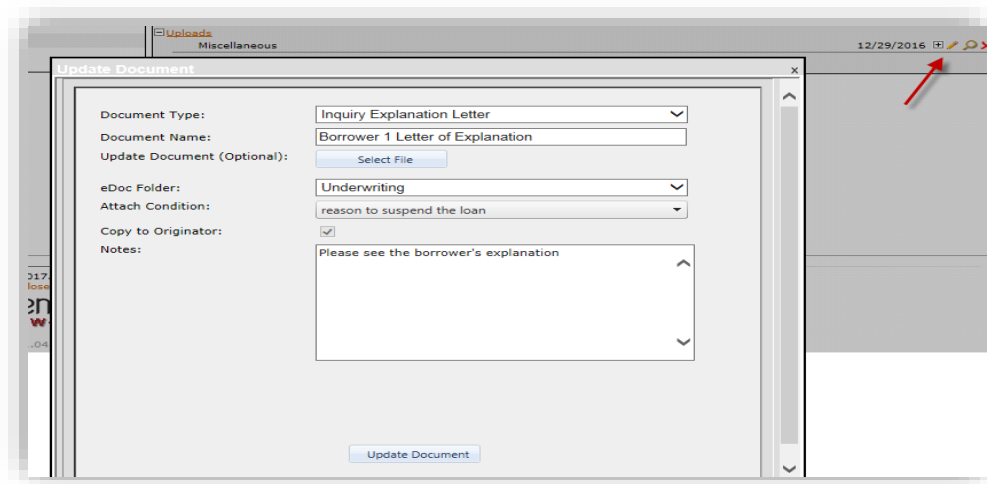 Uploads
Miscellaneous
12/29/2016
Update Document
x
Document Type:
Inquiry Explanation Letter
Document Name:
Borrower 1 Letter of Explanation
Update Document (Optional):
Select File
eDoc Folder:
Underwriting
Attach Condition:
reason to suspend the loan
Copy to Originator:
Notes:
Please see the borrower's explanation
Update Document